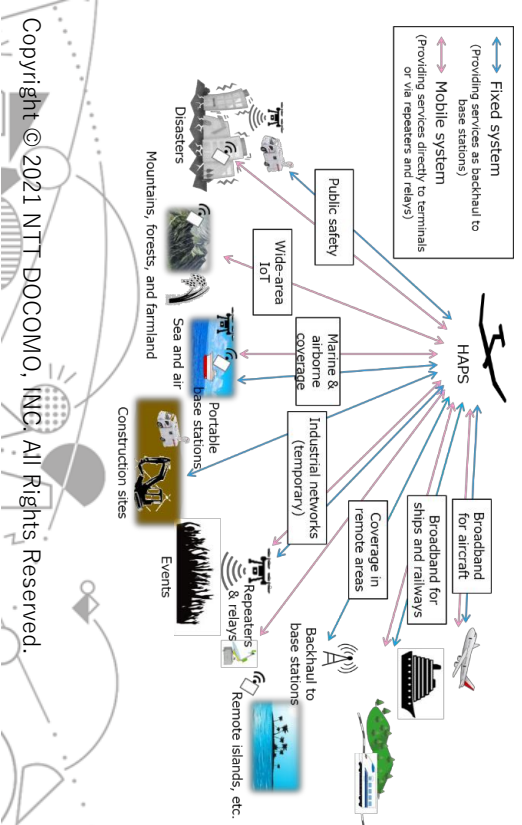 Fixed system
(Providing services as backhaul to
base stations)
Mobile system
(Providing services directly to terminals
or via repeaters and relays)
HAPS
Public safety
Wide-area
IoT
Marine &
airborne
coverage
Industrial networks
(temporary)
Coverage in
remote areas
Broadband for
ships and railways
Broadband
for aircraft
Disasters
Mountains, forests, and farmland
Sea and air
Portable
base stations
Construction sites
Events
Repeaters
& relays
Backhaul to
base stations
Remote islands, etc.
Copyright © 2021 NTT DOCOMO, INC. All Rights Reserved.